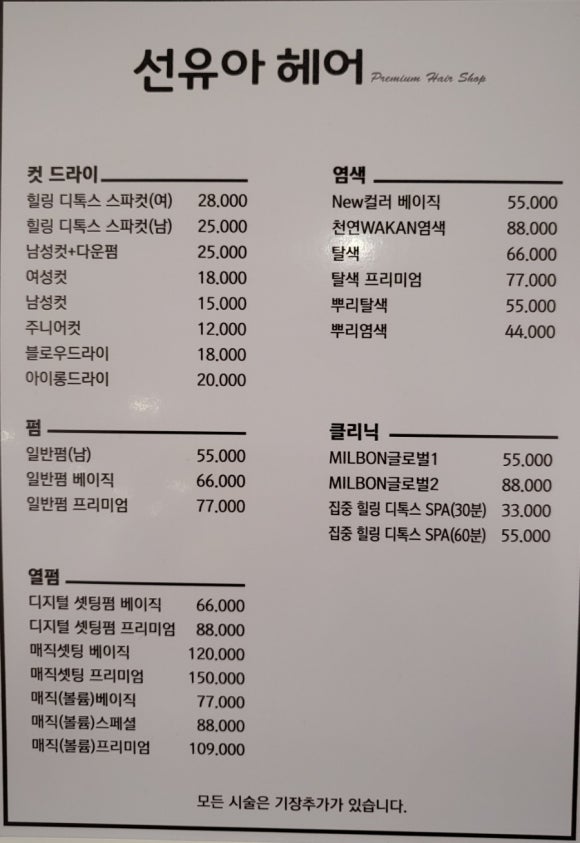 선유아 헤어 Premium Hair Shop
컷 드라이
힐링 디톡스 스파컷(여) 28.000
힐링 디톡스 스파컷(남) 25.000
남성컷+다운펌 25.000
여성컷 18.000
남성컷 15.000
주니어컷 12.000
블로우드라이 18.000
아이롱드라이 20.000
펌
일반펌(남) 55.000
일반펌 베이직 66.000
일반펌 프리미엄 77.000
열펌
디지털 셋팅펌 베이직 66.000
디지털 셋팅펌 프리미엄 88.000
매직셋팅 베이직 120.000
매직셋팅 프리미엄 150.000
매직(볼륨)베이직 77.000
매직(볼륨)스페셜 88.000
매직(볼륨)프리미엄 109.000
염색
New컬러 베이직 55.000
천연WAKAN염색 88.000
탈색 66.000
탈색 프리미엄 77.000
뿌리탈색 55.000
뿌리염색 44.000
클리닉
MILBON글로벌1 55.000
MILBON글로벌2 88.000
집중 힐링 디톡스 SPA(30분) 33.000
집중 힐링 디톡스 SPA(60분) 55.000
모든 시술은 기장추가가 있습니다.